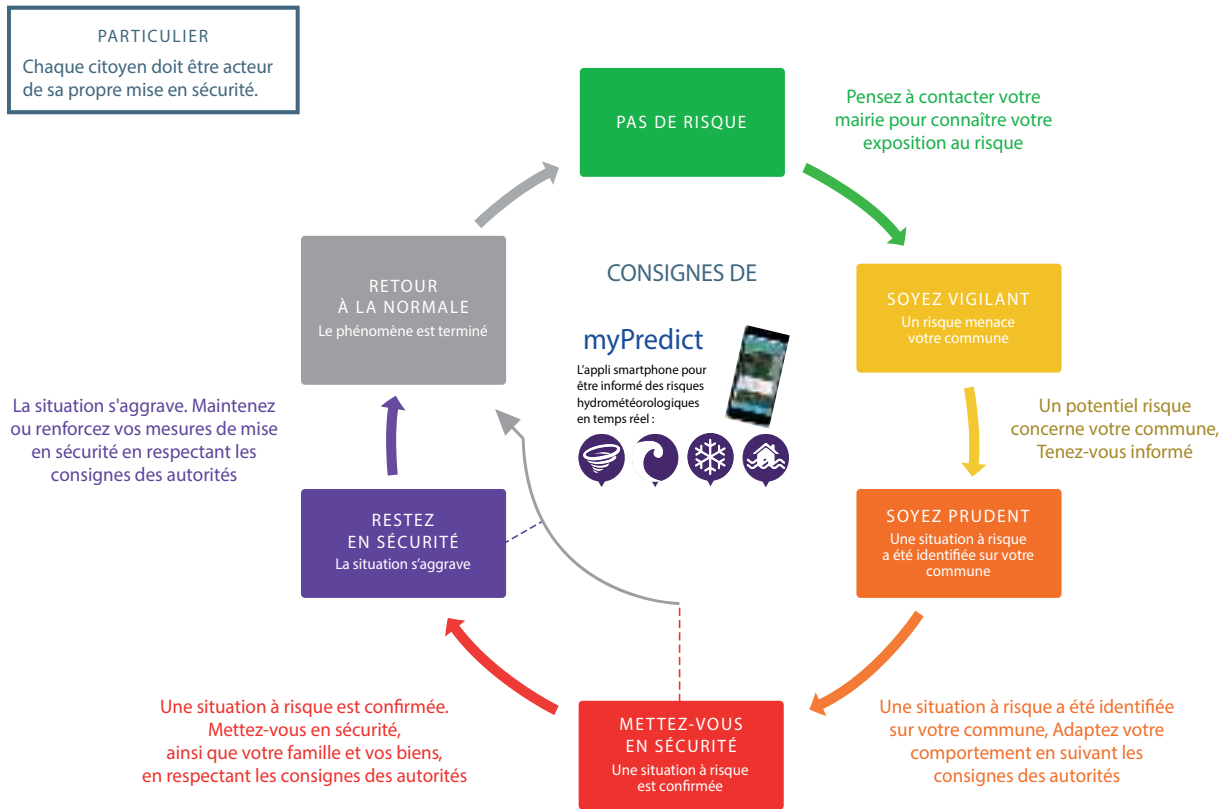 PARTICULIER
Chaque citoyen doit être acteur
de sa propre mise en sécurité.
PAS DE RISQUE
Pensez à contacter votre
mairie pour connaître votre
exposition au risque
SOYEZ VIGILANT
Un risque menace
votre commune
Un potentiel risque
concerne votre commune,
Tenez-vous informé
SOYEZ PRUDENT
Une situation à risque
a été identifiée sur votre
commune
Une situation à risque a été identifiée
sur votre commune, Adaptez votre
comportement en suivant les
consignes des autorités
METTEZ-VOUS
EN SÉCURITÉ
Une situation à risque
est confirmée
Une situation à risque est confirmée.
Mettez-vous en sécurité,
ainsi que votre famille et vos biens,
en respectant les consignes des autorités
RESTEZ
EN SÉCURITÉ
La situation s’aggrave
La situation s'aggrave. Maintenez
ou renforcez vos mesures de mise
en sécurité en respectant les
consignes des autorités
RETOUR
À LA NORMALE
Le phénomène est terminé
CONSIGNES DE
myPredict
L’appli smartphone pour
être informé des risques
hydrométéorologiques
en temps réel :